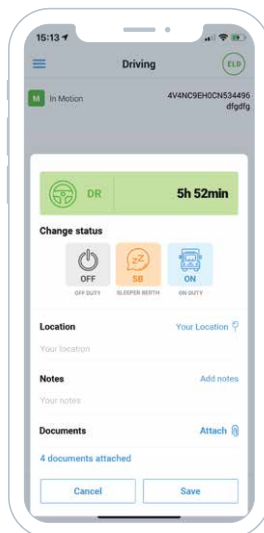 15:13
Driving
ELD
M In Motion
4V4NC9EH0CN534496
dfgdfg
DR 5h 52min
Change status
OFF
zZ SB
ON
OFF DUTY SLEEPER BERTH ON DUTY
Location Your Location
Your location
Notes Add notes
Your notes
Documents Attach
4 documents attached
Cancel Save